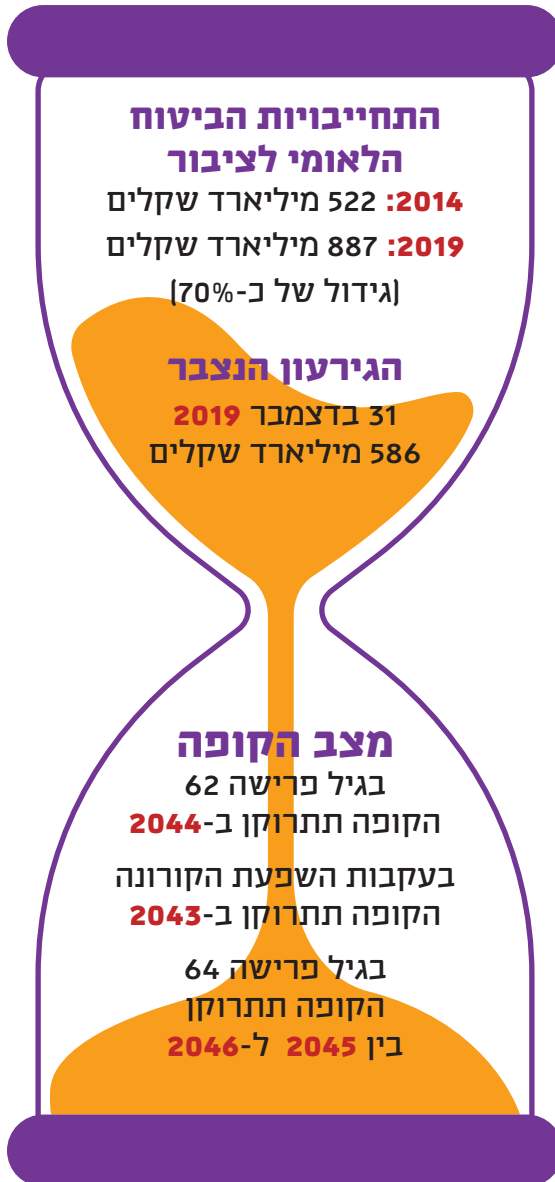 התחייבויות הביטוח
הלאומי לציבור
2014: 522 מיליארד שקלים
2019: 887 מיליארד שקלים
(גידול של כ-70%)
הגירעון הנצבר
31 בדצמבר 2019
586 מיליארד שקלים
מצב הקופה
בגיל פרישה 62
הקופה תתרוקן ב-2044
בעקבות השפעת הקורונה
הקופה תתרוקן ב-2043
בגיל פרישה 64
הקופה תתרוקן
בין 2045 ל-2046